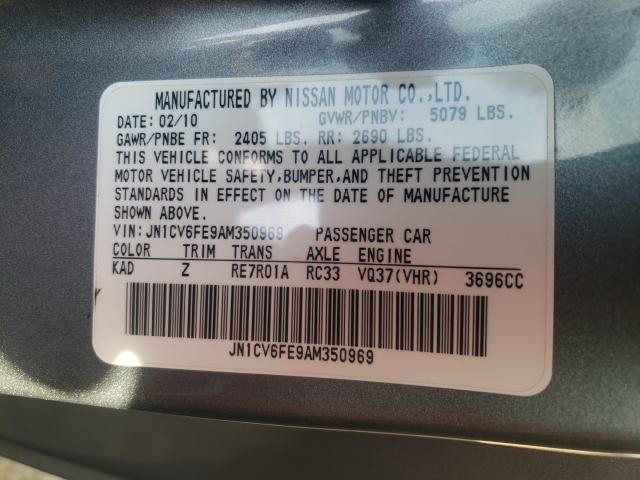 MANUFACTURED BY NISSAN MOTOR CO.,LTD.
DATE: 02/10 GVWR/PNBV: 5079 LBS.
GAWR/PNBE FR: 2405 LBS. RR: 2690 LBS.
THIS VEHICLE CONFORMS TO ALL APPLICABLE FEDERAL
MOTOR VEHICLE SAFETY,BUMPER,AND THEFT PREVENTION
STANDARDS IN EFFECT ON THE DATE OF MANUFACTURE
SHOWN ABOVE.
VIN:JN1CV6FE9AM350969 PASSENGER CAR
COLOR TRIM TRANS AXLE ENGINE
KAD Z RE7R01A RC33 VQ37(VHR) 3696CC
JN1CV6FE9AM350969